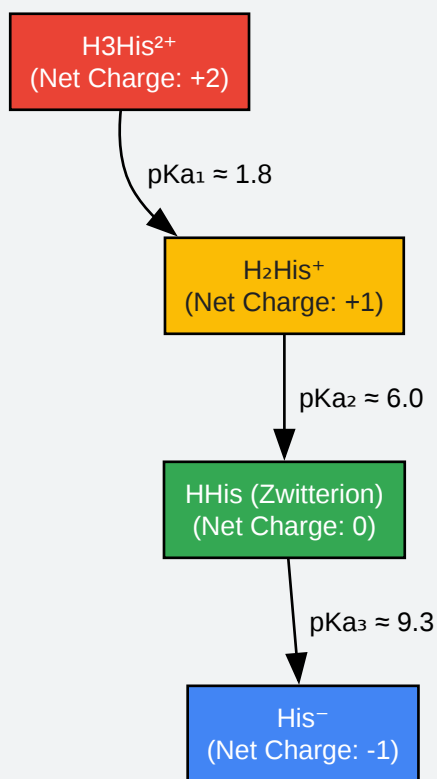 H3His²⁺
(Net Charge: +2)
pKa₁ ≈ 1.8
H₂His⁺
(Net Charge: +1)
pKa₂ ≈ 6.0
HHis (Zwitterion)
(Net Charge: 0)
pKa₃ ≈ 9.3
His⁻
(Net Charge: -1)